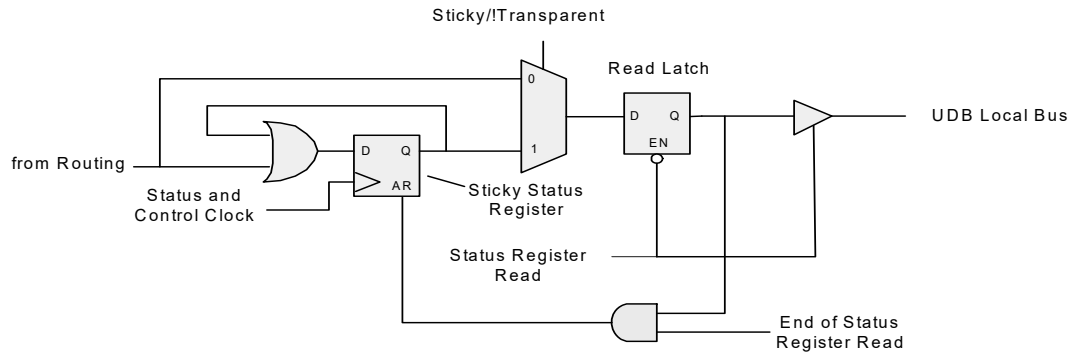 Sticky/!Transparent
Read Latch
0
D
Q
EN
UDB Local Bus
1
D
Q
AR
from Routing
Status and
Control Clock
Sticky Status
Register
Status Register
Read
End of Status
Register Read